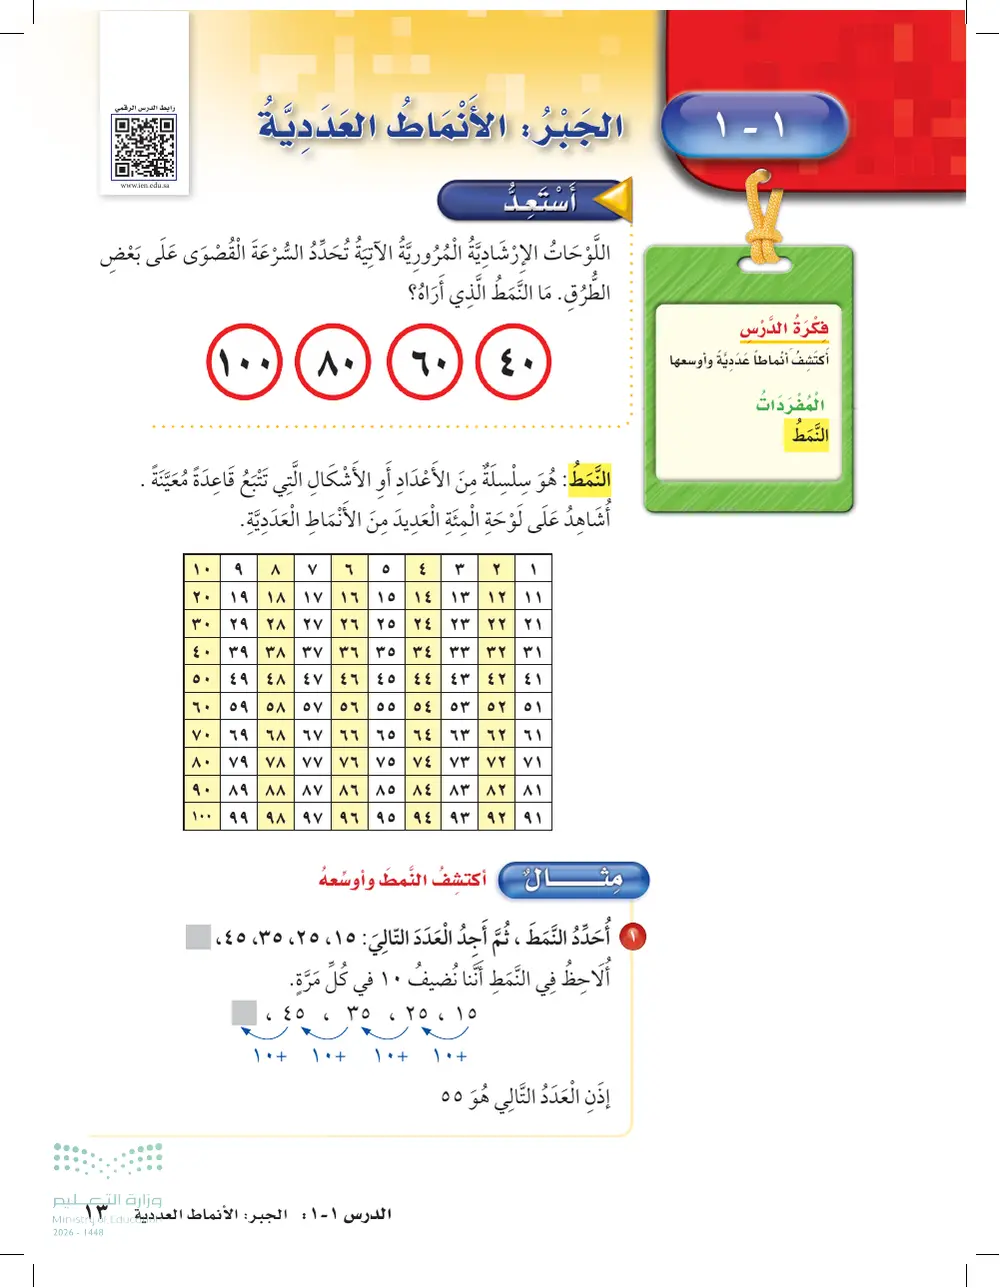 رابط الدرس الرقمي
www.ien.edu.sa
١ - ١
الجَبْرُ: الأَنْمَاطُ العَدَدِيَّةُ
أَسْتَعِدُّ
اللَّوْحَاتُ الإِرْشَادِيَّةُ الْمُرُورِيَّةُ الآتِيَةُ تُحَدِّدُ السُّرْعَةَ الْقُصْوَى عَلَى بَعْضِ
الطُّرُقِ. مَا النَّمَطُ الَّذِي أَرَاهُ؟
٤٠ ٦٠ ٨٠ ١٠٠
فِكْرَةُ الدَّرْسِ
أَكتَشِفُ أَنْماطاً عَدَدِيَّةً وأوسعها
الْمُفْرَدَاتُ
النَّمَطُ
النَّمَطُ: هُوَ سِلْسِلَةٌ مِنَ الأَعْدَادِ أَوِ الأَشْكَالِ الَّتِي تَتْبَعُ قَاعِدَةً مُعَيَّنَةً .
أُشَاهِدُ عَلَى لَوْحَةِ الْمِئَةِ الْعَدِيدَ مِنَ الأَنْمَاطِ الْعَدَدِيَّةِ.
١ ٢ ٣ ٤ ٥ ٦ ٧ ٨ ٩ ١٠
١١ ١٢ ١٣ ١٤ ١٥ ١٦ ١٧ ١٨ ١٩ ٢٠
٢١ ٢٢ ٢٣ ٢٤ ٢٥ ٢٦ ٢٧ ٢٨ ٢٩ ٣٠
٣١ ٣٢ ٣٣ ٣٤ ٣٥ ٣٦ ٣٧ ٣٨ ٣٩ ٤٠
٤١ ٤٢ ٤٣ ٤٤ ٤٥ ٤٦ ٤٧ ٤٨ ٤٩ ٥٠
٥١ ٥٢ ٥٣ ٥٤ ٥٥ ٥٦ ٥٧ ٥٨ ٥٩ ٦٠
٦١ ٦٢ ٦٣ ٦٤ ٦٥ ٦٦ ٦٧ ٦٨ ٦٩ ٧٠
٧١ ٧٢ ٧٣ ٧٤ ٧٥ ٧٦ ٧٧ ٧٨ ٧٩ ٨٠
٨١ ٨٢ ٨٣ ٨٤ ٨٥ ٨٦ ٨٧ ٨٨ ٨٩ ٩٠
٩١ ٩٢ ٩٣ ٩٤ ٩٥ ٩٦ ٩٧ ٩٨ ٩٩ ١٠٠
مِثـــــالٌ أكتشِفُ النَّمطَ وأوسِّعهُ
١ أُحَدِّدُ النَّمَطَ ، ثُمَّ أَجِدُ الْعَدَدَ التّالِيَ: ١٥، ٢٥، ٣٥، ٤٥،
أُلَاحِظُ فِي النَّمَطِ أَنَّنا نُضيفُ ١٠ في كُلِّ مَرَّةٍ.
١٥ ، ٢٥ ، ٣٥ ، ٤٥ ،
+١٠ +١٠ +١٠ +١٠
إذَنِ الْعَدَدُ التَّالِي هُوَ ٥٥
وزارة التعليم
Ministry of Education
2026 - 1448
الدرس ١-١: الجبر: الأنماط العددية ١٣